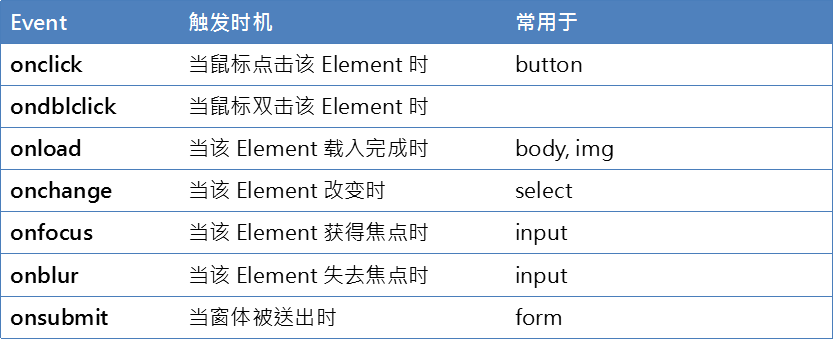 Event 触发时机 常用于
onclick 当鼠标点击该 Element 时 button
ondblclick 当鼠标双击该 Element 时
onload 当该 Element 载入完成时 body, img
onchange 当该 Element 改变时 select
onfocus 当该 Element 获得焦点时 input
onblur 当该 Element 失去焦点时 input
onsubmit 当窗体被送出时 form